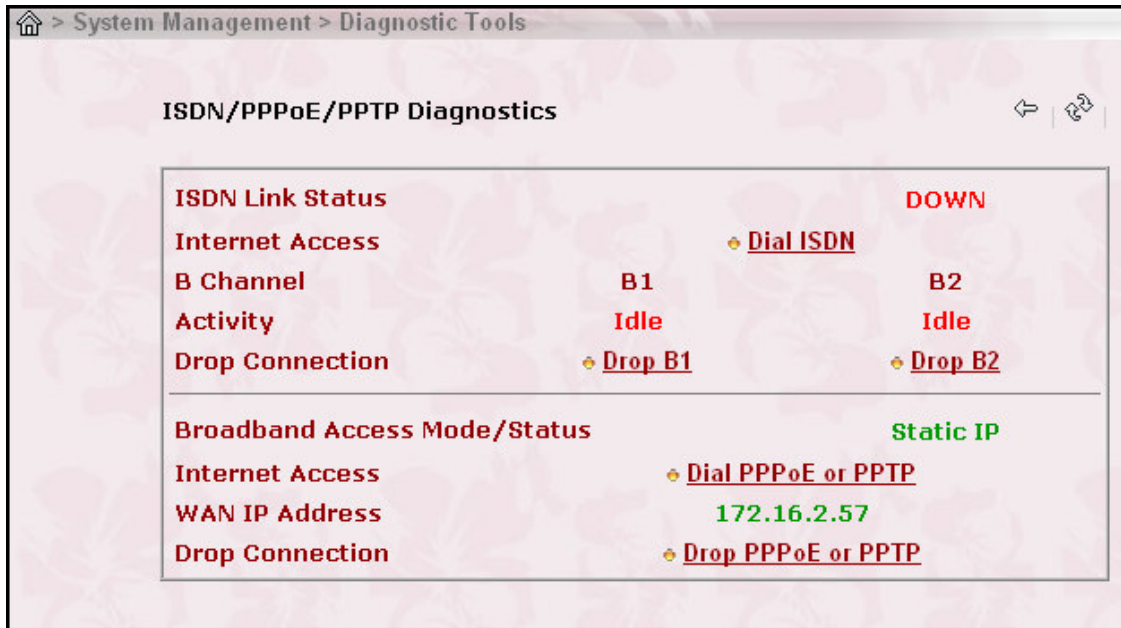 > System Management > Diagnostic Tools
ISDN/PPPoE/PPTP Diagnostics
ISDN Link Status DOWN
Internet Access Dial ISDN
B Channel B1 B2
Activity Idle Idle
Drop Connection Drop B1 Drop B2
Broadband Access Mode/Status Static IP
Internet Access Dial PPPoE or PPTP
WAN IP Address 172.16.2.57
Drop Connection Drop PPPoE or PPTP